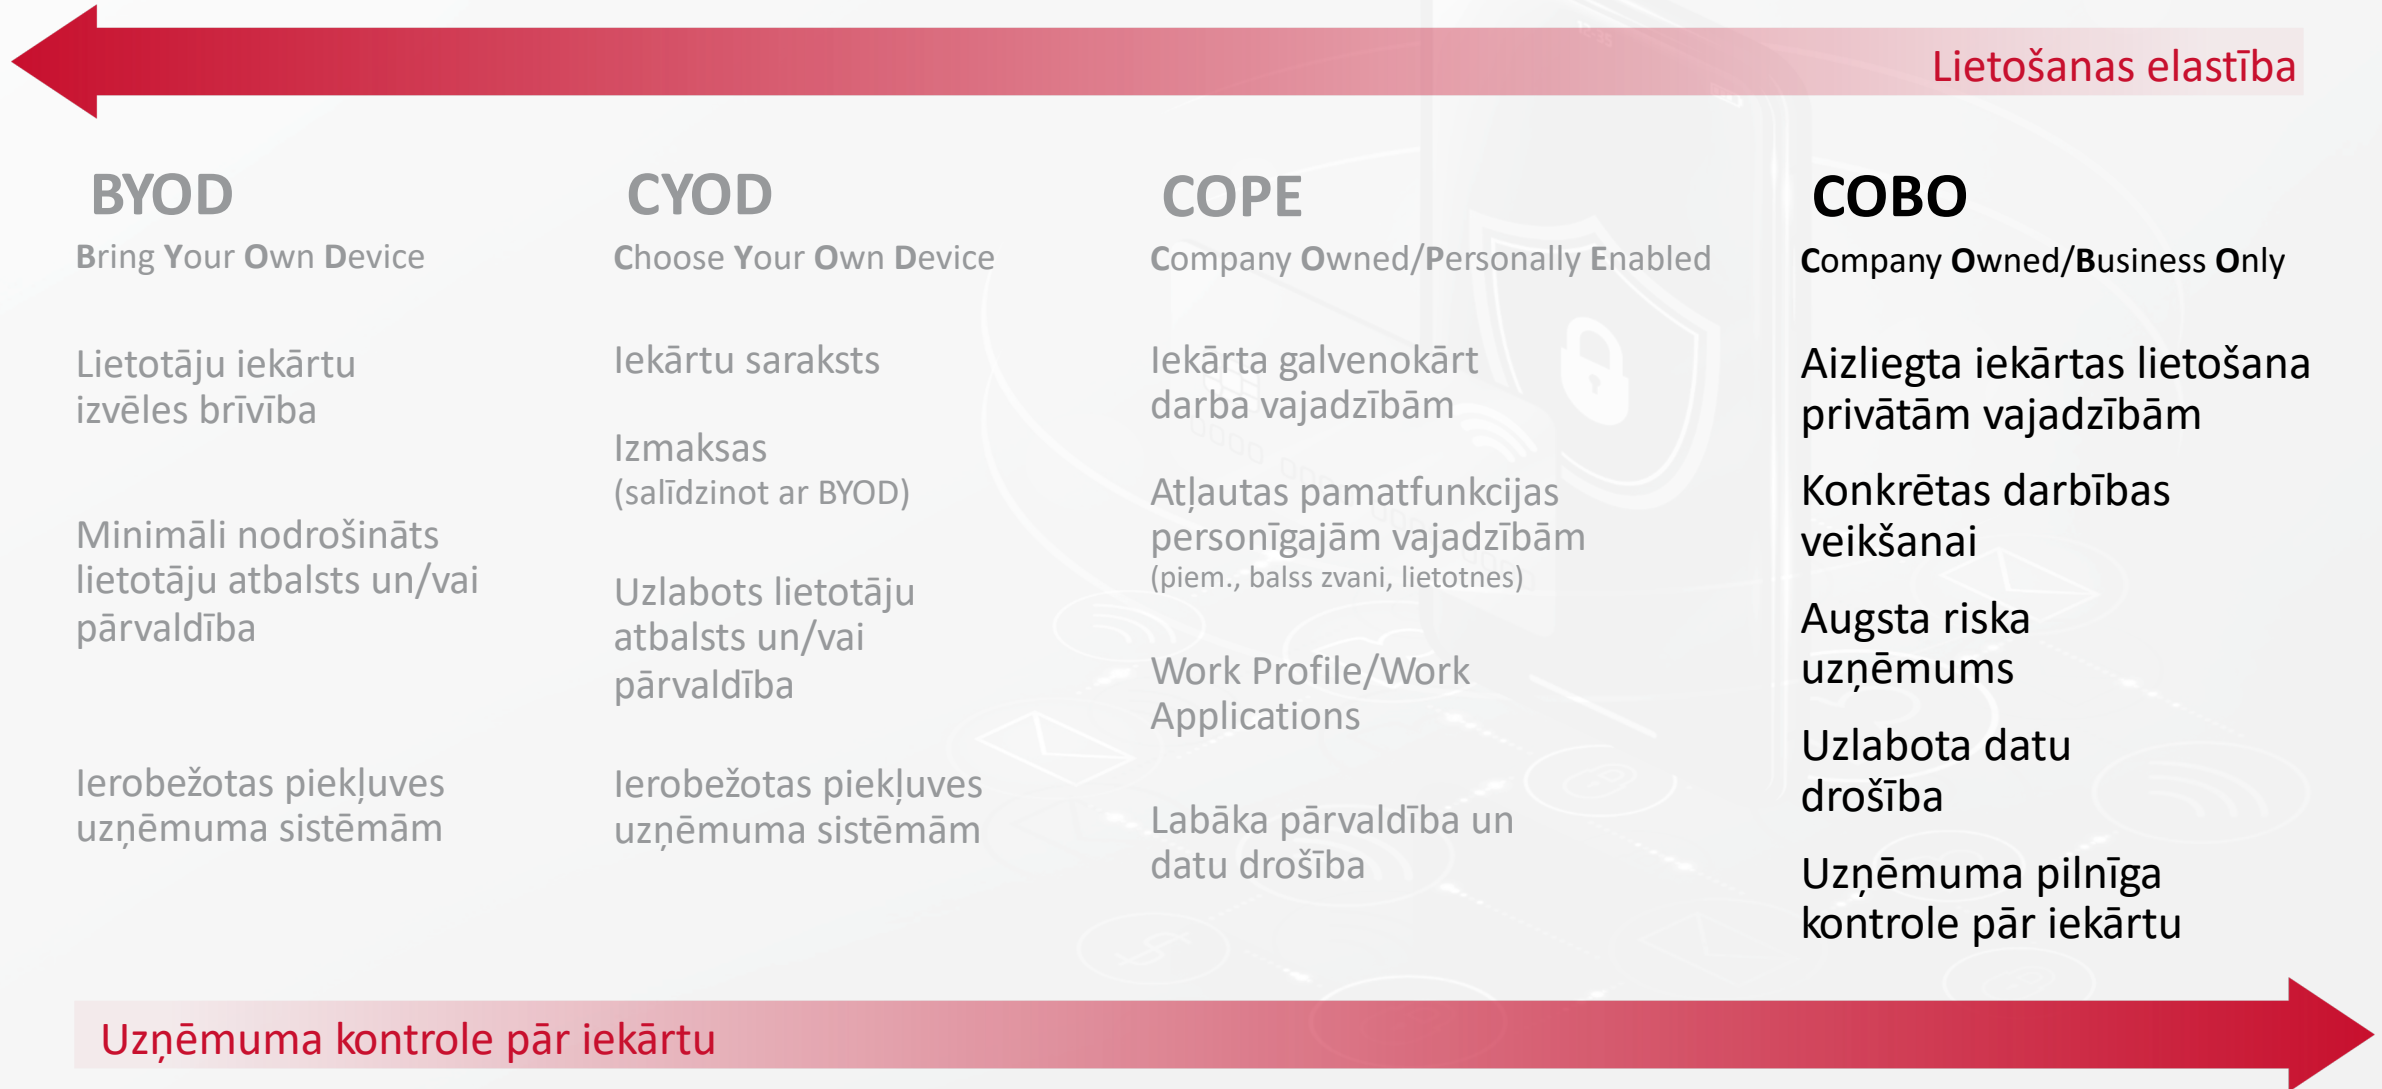 Lietošanas elastība
BYOD
Bring Your Own Device
Lietotāju iekārtu
izvēles brīvība
Minimāli nodrošināts
lietotāju atbalsts un/vai
pārvaldība
Ierobežotas piekļuves
uzņēmuma sistēmām
CYOD
Choose Your Own Device
Iekārtu saraksts
Izmaksas
(salīdzinot ar BYOD)
Uzlabots lietotāju
atbalsts un/vai
pārvaldība
Ierobežotas piekļuves
uzņēmuma sistēmām
COPE
Company Owned/Personally Enabled
Iekārta galvenokārt
darba vajadzībām
Atļautas pamatfunkcijas
personīgajām vajadzībām
(piem., balss zvani, lietotnes)
Work Profile/Work
Applications
Labāka pārvaldība un
datu drošība
COBO
Company Owned/Business Only
Aizliegta iekārtas lietošana
privātām vajadzībām
Konkrētas darbības
veikšanai
Augsta riska
uzņēmums
Uzlabota datu
drošība
Uzņēmuma pilnīga
kontrole pār iekārtu
Uzņēmuma kontrole pār iekārtu